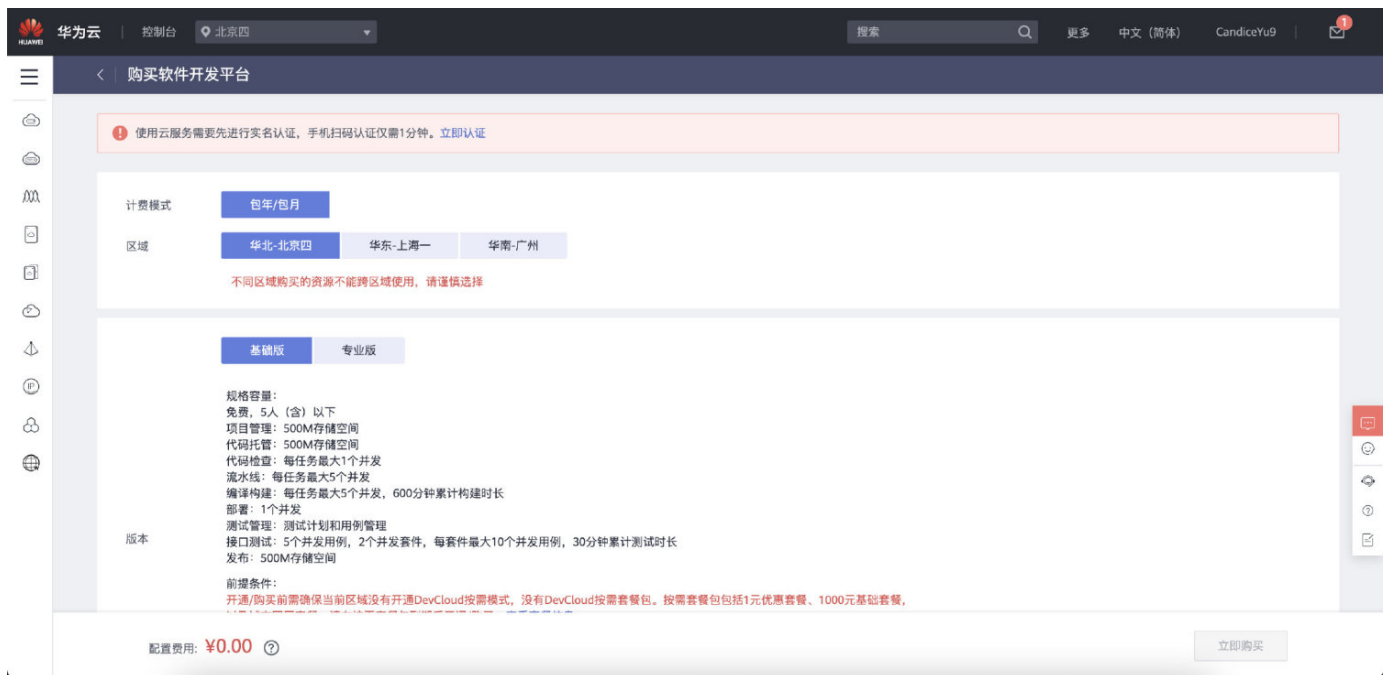 HUAWEI
华为云
控制台
北京四
搜索
更多
中文（简体）
CandiceYu9
1
购买软件开发平台
使用云服务需要先进行实名认证，手机扫码认证仅需1分钟。立即认证
计费模式
包年/包月
区域
华北-北京四
华东-上海一
华南-广州
不同区域购买的资源不能跨区域使用，请谨慎选择
基础版
专业版
规格容量：
免费，5人（含）以下
项目管理：500M存储空间
代码托管：500M存储空间
代码检查：每任务最大1个并发
流水线：每任务最大5个并发
编译构建：每任务最大5个并发，600分钟累计构建时长
部署：1个并发
测试管理：测试计划和用例管理
版本
接口测试：5个并发用例，2个并发套件，每套件最大10个并发用例，30分钟累计测试时长
发布：500M存储空间
前提条件：
开通/购买前需确保当前区域没有开通DevCloud按需模式，没有DevCloud按需套餐包。按需套餐包包括1元优惠套餐、1000元基础套餐，
配置费用: ¥0.00
立即购买